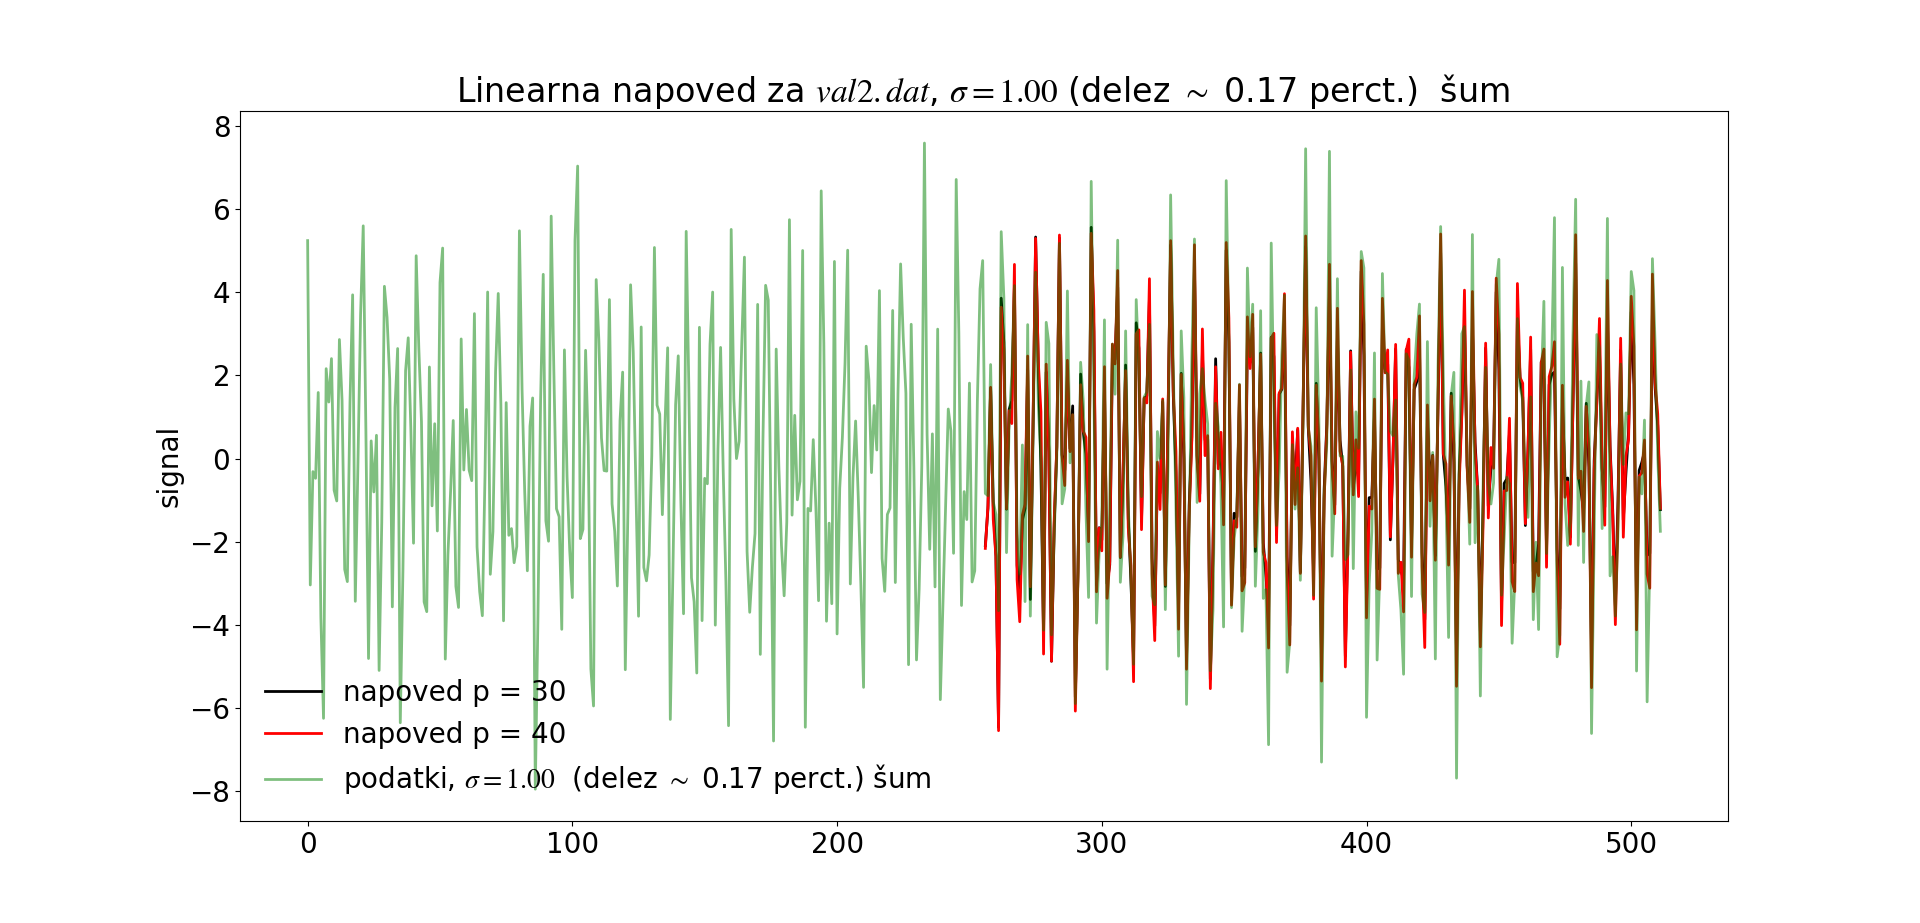 Linearna napoved za val2.dat, σ = 1.00 (delez ∼ 0.17 perct.)  šum
8
6
4
2
0
−2
−4
−6
−8
signal
napoved p = 30
napoved p = 40
podatki, σ = 1.00  (delez ∼ 0.17 perct.) šum
0 100 200 300 400 500